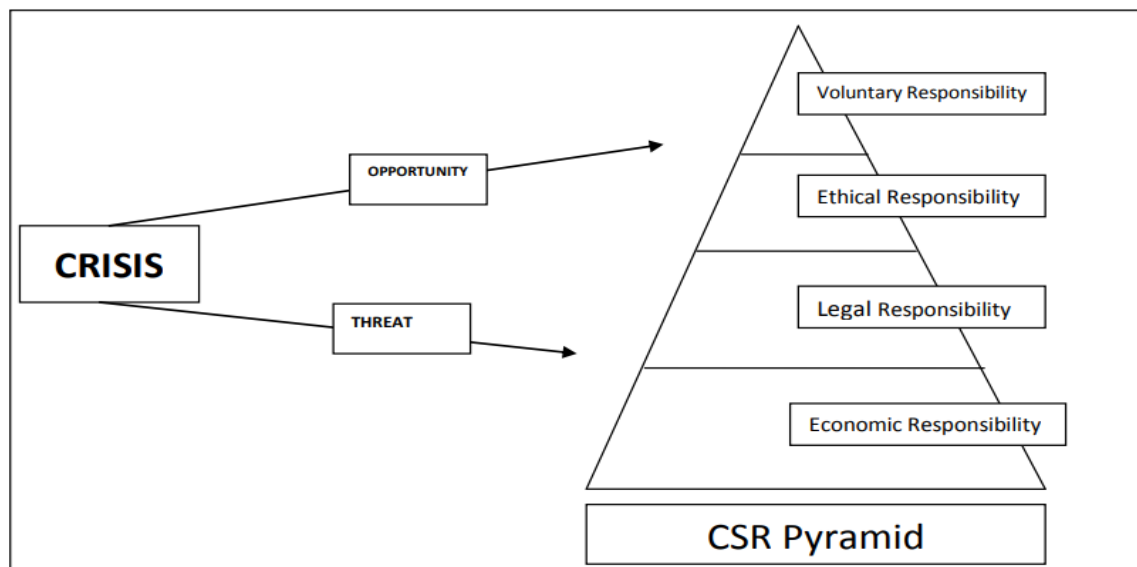 Voluntary Responsibility
OPPORTUNITY
Ethical Responsibility
CRISIS
Legal Responsibility
THREAT
Economic Responsibility
CSR Pyramid